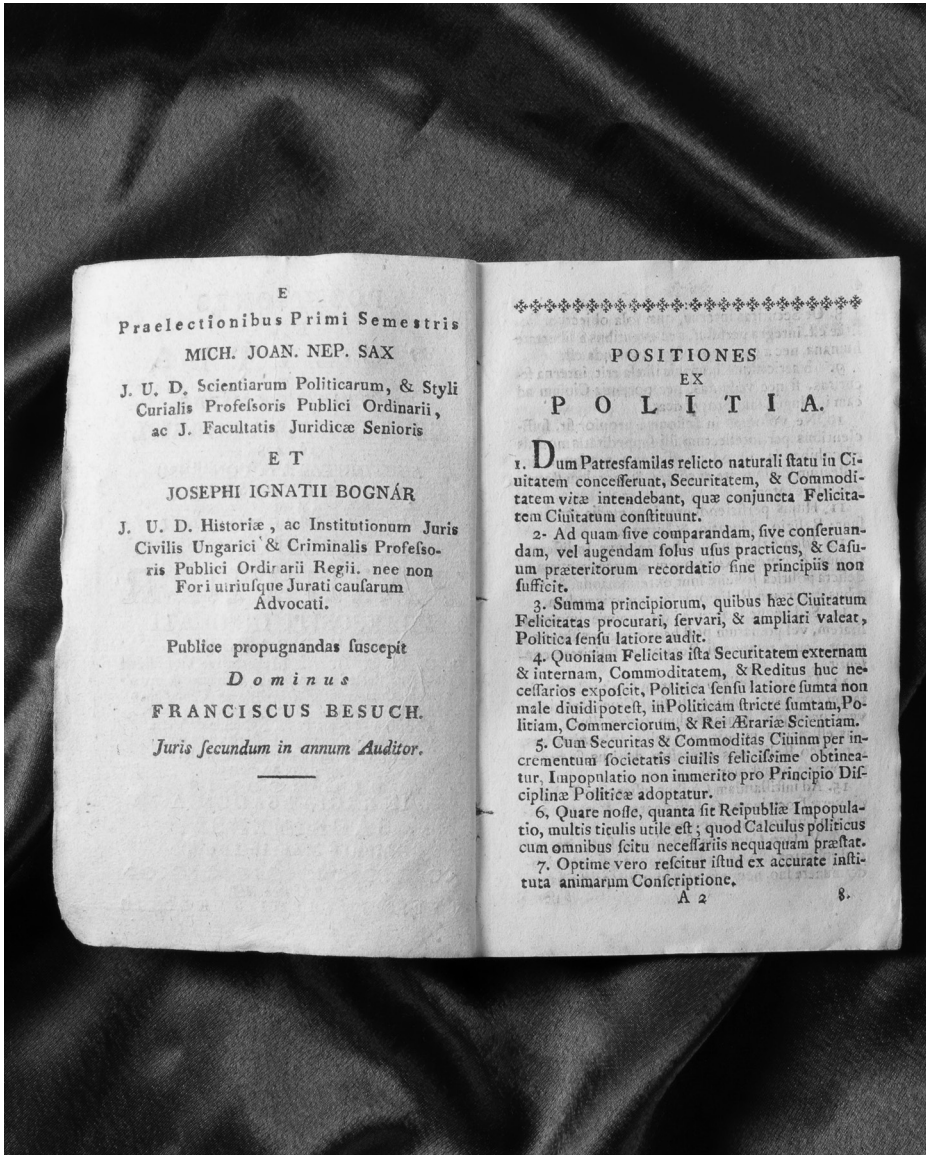 E
Praelectionibus Primi Semeſtris
MICH. JOAN. NEP. SAX
J. U. D. Scientiarum Politicarum, & Styli
Curialis Profeſſoris Publici Ordinarii,
ac J. Facultatis Juridicæ Senioris
ET
JOSEPHI IGNATII BOGNÁR
J. U. D. Hiſtoriæ, ac Inſtitutionum Juris
Civilis Ungarici & Criminalis Profeſſo-
ris Publici Ordinarii Regii. nee non
Fori utriuſque Jurati cauſarum
Advocati.
Publice propugnandas ſuscepit
Dominus
FRANCISCUS BESUCH.
Juris ſecundum in annum Auditor.
POSITIONES
EX
POLITIA.
1. Dum Patresfamilas relicto naturali ſtatu in Ci-
uitatem conceſſerunt, Securitatem, & Commodi-
tatem vitæ intendebant, quæ conjuncta Felicita-
tem Ciuitatum conſtituunt.
2- Ad quam ſive comparandam, ſive conſeruan-
dam, vel augendam ſolus uſus practicus, & Caſu-
um præteritorum recordatio ſine principiis non
ſufficit.
3. Summa principiorum, quibus hæc Ciuitatum
Felicitatas procurari, ſervari, & ampliari valeat,
Politica ſenſu latiore audit.
4. Quoniam Felicitas iſta Securitatem externam
& internam, Commoditatem, & Reditus huc ne-
ceſſarios expoſcit, Politica ſenſu latiore ſumta non
male diuidi poteſt, in Politicam ſtricte ſumtam, Po-
litiam, Commerciorum, & Rei Ærariæ Scientiam.
5. Cum Securitas & Commoditas Ciuinm per in-
crementum ſocietatis ciuilis feliciſſime obtinea-
tur, Impopulatio non immerito pro Principio Diſ-
ciplinæ Politicæ adoptatur.
6, Quare noſſe, quanta ſit Reipubliæ Impopula-
tio, multis titulis utile eſt; quod Calculus politicus
cum omnibus ſcitu neceſſariis nequaquam præſtat.
7. Optime vero reſcitur iſtud ex accurate inſti-
tuta animarum Conſcriptione.
A 2 8.